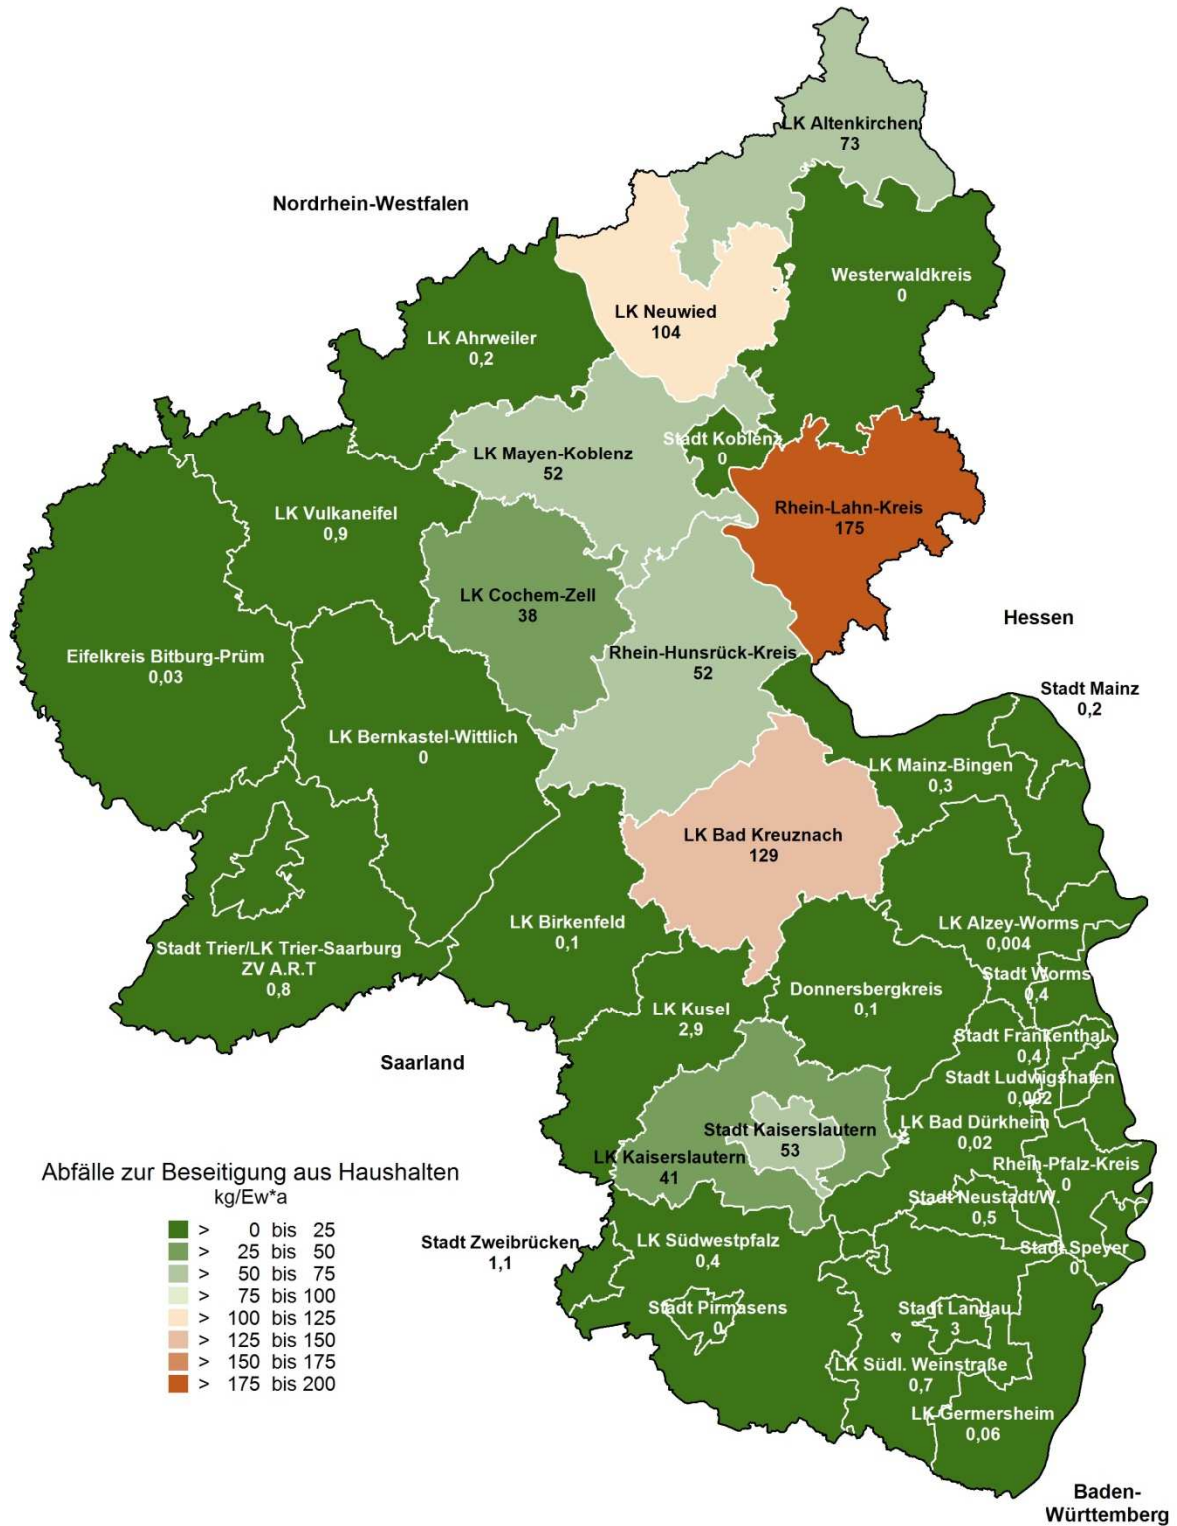 LK Altenkirchen
73
Nordrhein-Westfalen
Westerwaldkreis
0
LK Neuwied
104
LK Ahrweiler
0,2
Stadt Koblenz
0
LK Mayen-Koblenz
52
Rhein-Lahn-Kreis
175
LK Vulkaneifel
0,9
LK Cochem-Zell
38
Hessen
Eifelkreis Bitburg-Prüm
0,03
Rhein-Hunsrück-Kreis
52
Stadt Mainz
0,2
LK Bernkastel-Wittlich
0
LK Mainz-Bingen
0,3
LK Bad Kreuznach
129
LK Birkenfeld
0,1
LK Alzey-Worms
0,004
Stadt Trier/LK Trier-Saarburg
ZV A.R.T
0,8
Stadt Worms
0,4
Donnersbergkreis
0,1
LK Kusel
2,9
Stadt Frankenthal
0,4
Saarland
Stadt Ludwigshafen
0,002
LK Bad Dürkheim
0,02
Stadt Kaiserslautern
53
LK Kaiserslautern
41
Rhein-Pfalz-Kreis
0
Stadt Neustadt/W.
0,5
Stadt Zweibrücken
1,1
LK Südwestpfalz
0,4
Stadt Speyer
0
Stadt Pirmasens
0
Stadt Landau
3
LK Südl. Weinstraße
0,7
LK Germersheim
0,06
Baden-
Württemberg
Abfälle zur Beseitigung aus Haushalten
kg/Ew*a
> 0 bis 25
> 25 bis 50
> 50 bis 75
> 75 bis 100
> 100 bis 125
> 125 bis 150
> 150 bis 175
> 175 bis 200